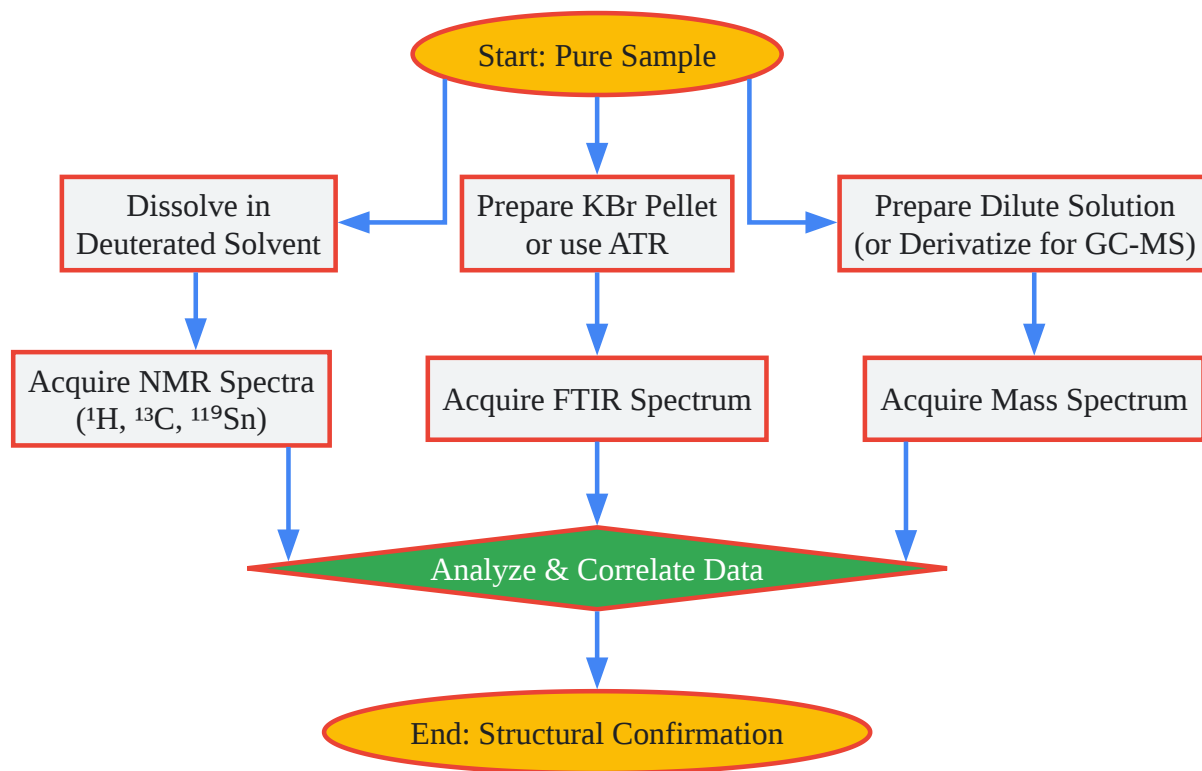 Start: Pure Sample
Dissolve in
Deuterated Solvent
Prepare KBr Pellet
or use ATR
Prepare Dilute Solution
(or Derivatize for GC-MS)
Acquire NMR Spectra
(¹H, ¹³C, ¹¹⁹Sn)
Acquire FTIR Spectrum
Acquire Mass Spectrum
Analyze & Correlate Data
End: Structural Confirmation